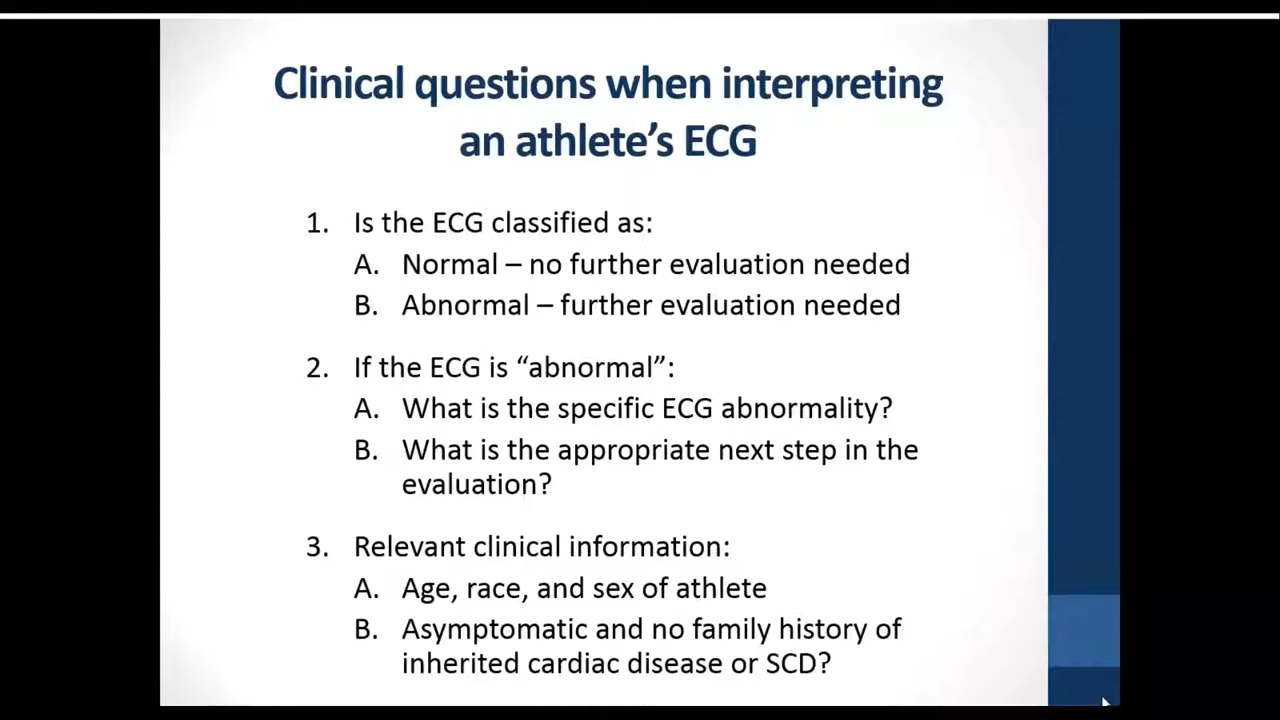 Clinical questions when interpreting
an athlete's ECG
1. Is the ECG classified as:
A. Normal – no further evaluation needed
B. Abnormal – further evaluation needed
2. If the ECG is “abnormal”:
A. What is the specific ECG abnormality?
B. What is the appropriate next step in the
evaluation?
3. Relevant clinical information:
A. Age, race, and sex of athlete
B. Asymptomatic and no family history of
inherited cardiac disease or SCD?